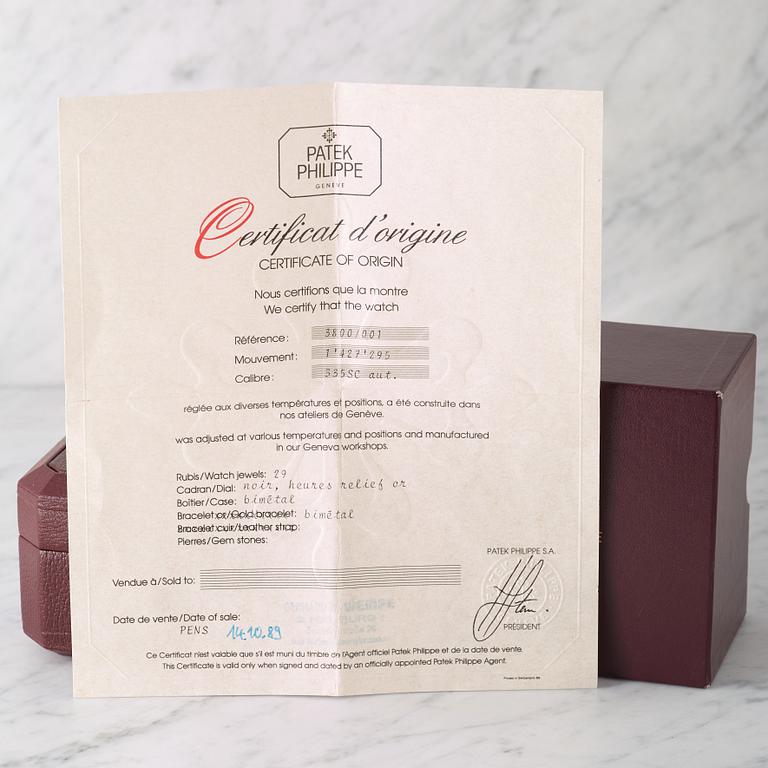 PATEK
PHILIPPE
GENÈVE
Certificat d'origine
CERTIFICATE OF ORIGIN
Nous certifions que la montre
We certify that the watch
Référence: 3800/001
Mouvement: 1'427'295
Calibre: 335SC aut.
réglée aux diverses températures et positions, a été construite dans
nos ateliers de Genève.
was adjusted at various temperatures and positions and manufactured
in our Geneva workshops.
Rubis/Watch jewels: 29
Cadran/Dial: noir, heures relief or
Boîtier/Case: bimétal
Bracelet or/Gold bracelet: bimétal
Bracelet cuir/Leather strap:
Pierres/Gem stones:
PATEK PHILIPPE S.A.
Vendue à/Sold to:
WEMPE
Date de vente/Date of sale:
PENS 14.10.89
PRÉSIDENT
Ce Certificat n'est valable que s'il est muni du timbre de l'Agent officiel Patek Philippe et de la date de vente.
This Certificate is valid only when signed and dated by an officially appointed Patek Philippe Agent.